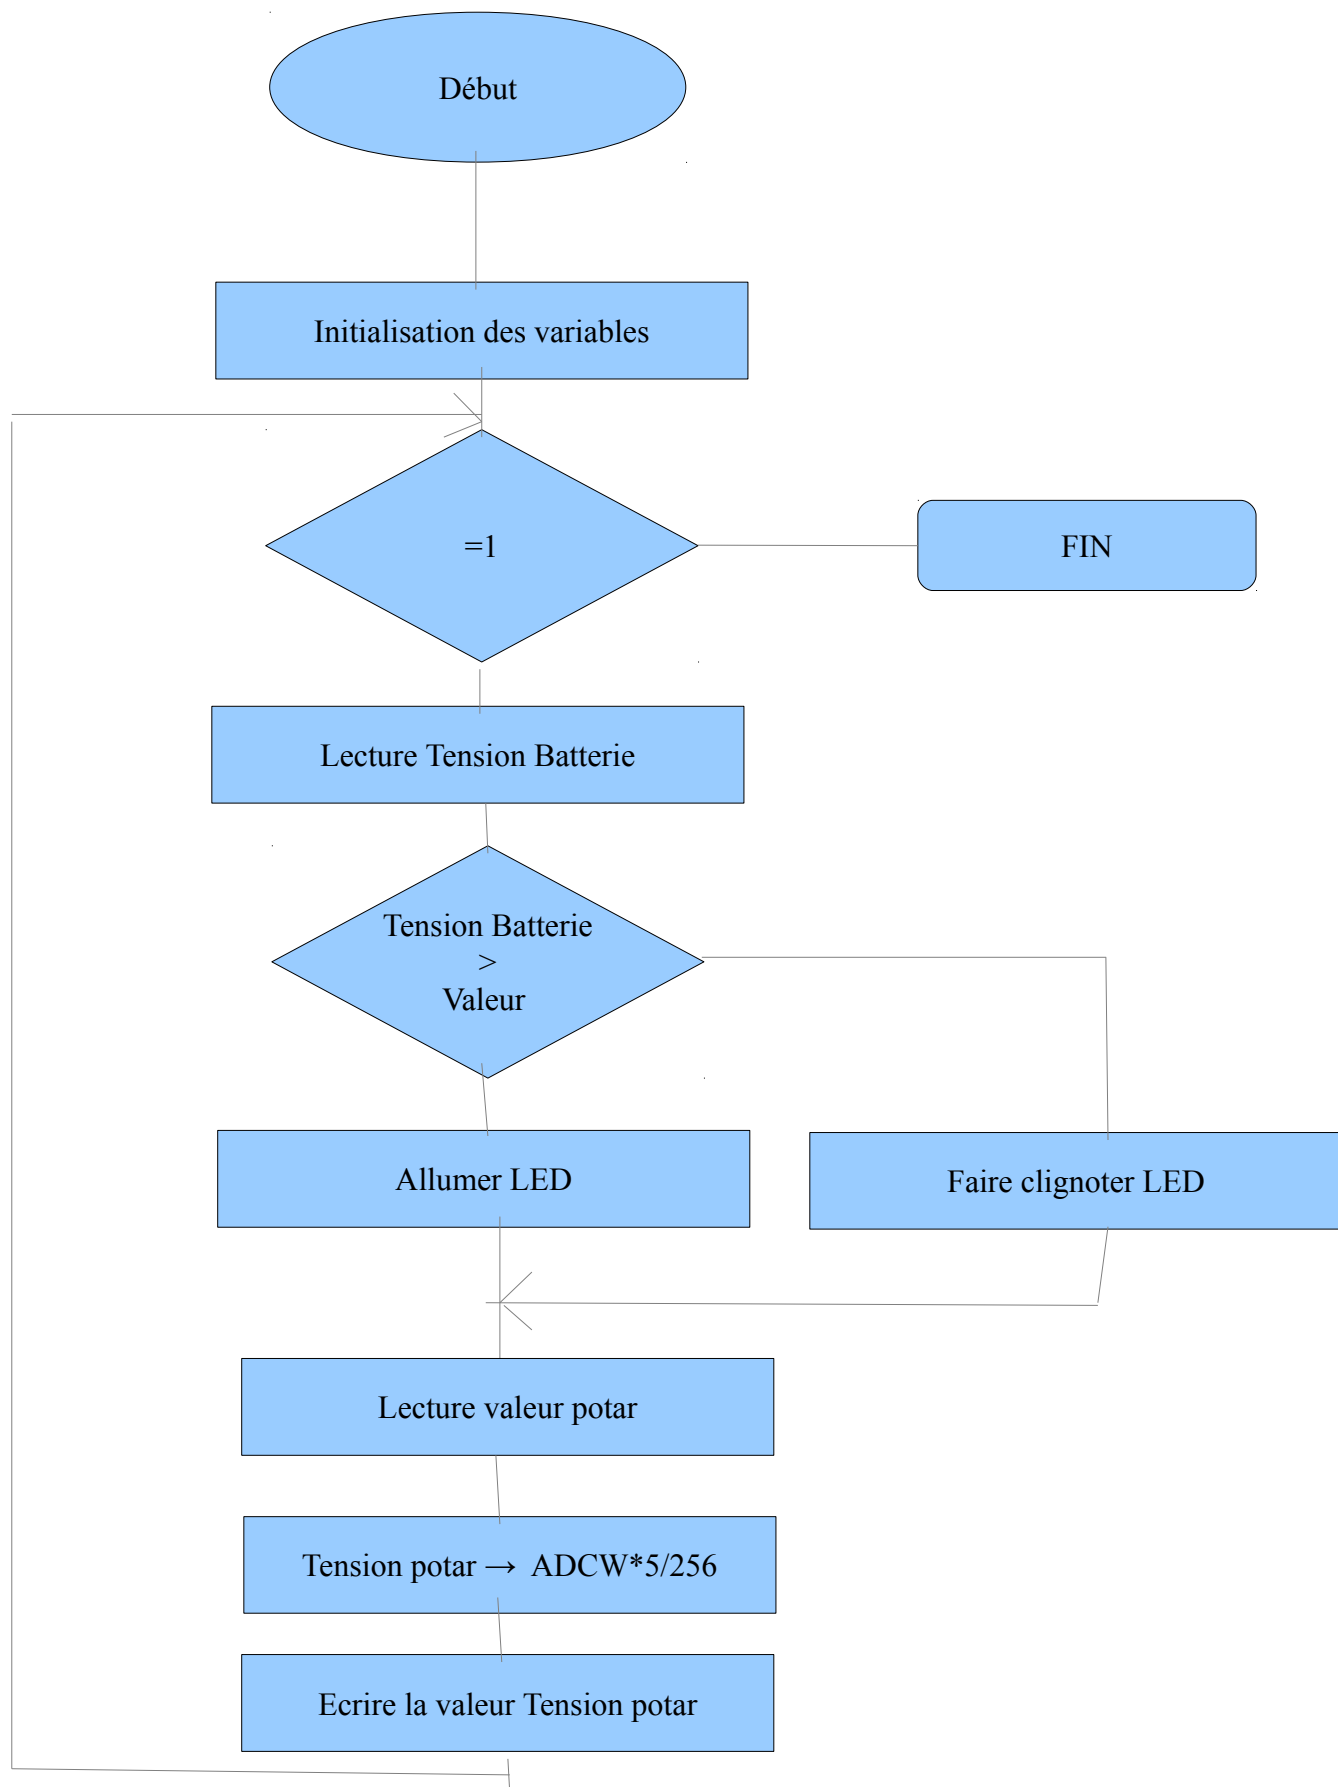 Début
Initialisation des variables
=1
FIN
Lecture Tension Batterie
Tension Batterie
>
Valeur
Allumer LED
Faire clignoter LED
Lecture valeur potar
Tension potar → ADCW*5/256
Ecrire la valeur Tension potar